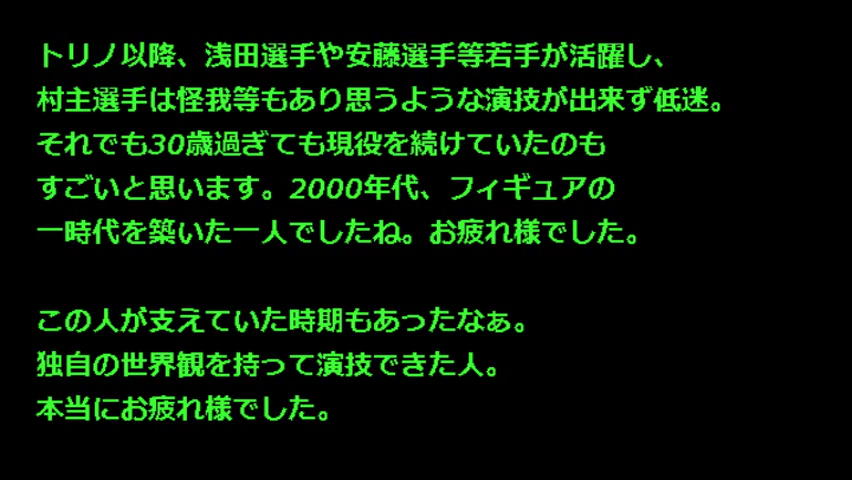 トリノ以降、浅田選手や安藤選手等若手が活躍し、
村主選手は怪我等もあり思うような演技が出来ず低迷。
それでも30歳過ぎても現役を続けていたのも
すごいと思います。2000年代、フィギュアの
一時代を築いた一人でしたね。お疲れ様でした。
この人が支えていた時期もあったなぁ。
独自の世界観を持って演技できた人。
本当にお疲れ様でした。